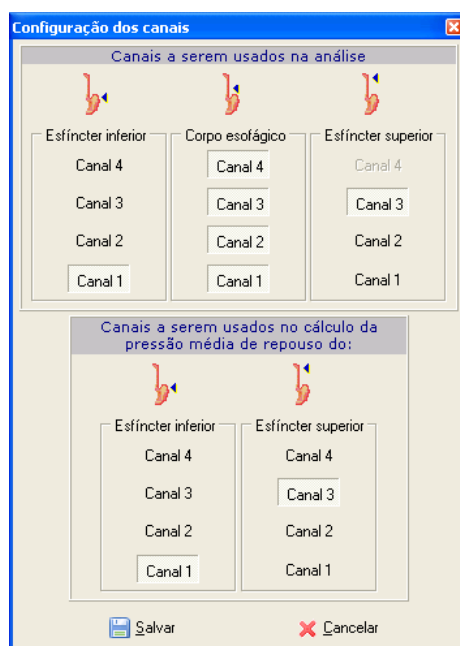 Configuração dos canais
Canais a serem usados na análise
Esfíncter inferior Corpo esofágico Esfíncter superior
Canal 4 Canal 4 Canal 4
Canal 3 Canal 3 Canal 3
Canal 2 Canal 2 Canal 2
Canal 1 Canal 1 Canal 1
Canais a serem usados no cálculo da
pressão média de repouso do:
Esfíncter inferior Esfíncter superior
Canal 4 Canal 4
Canal 3 Canal 3
Canal 2 Canal 2
Canal 1 Canal 1
Salvar Cancelar